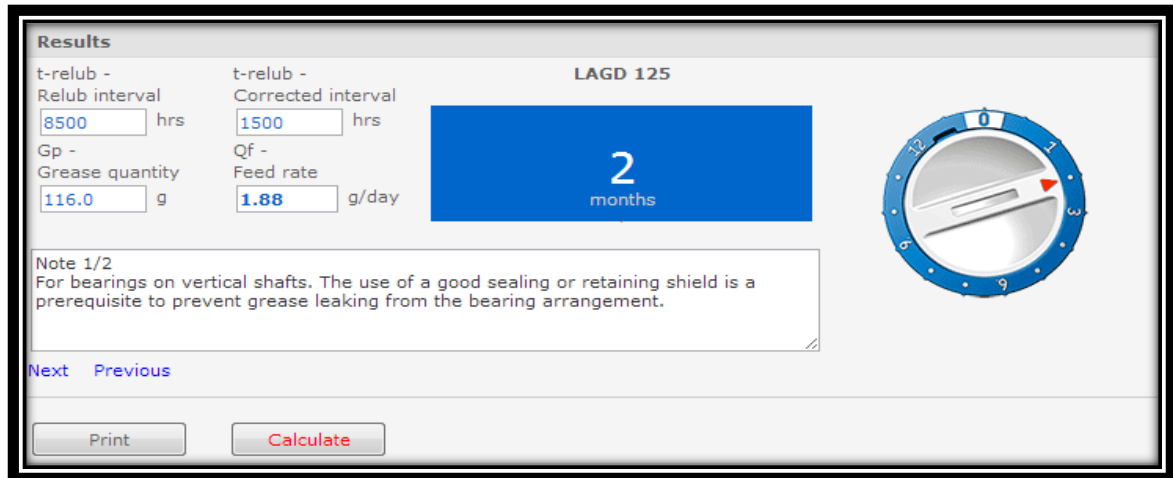 Results
t-relub -
Relub interval
8500 hrs
t-relub -
Corrected interval
1500 hrs
Gp -
Grease quantity
116.0 g
Qf -
Feed rate
1.88 g/day
LAGD 125
2
months
0
1
3
6
9
9
12
Note 1/2
For bearings on vertical shafts. The use of a good sealing or retaining shield is a
prerequisite to prevent grease leaking from the bearing arrangement.
Next Previous
Print Calculate